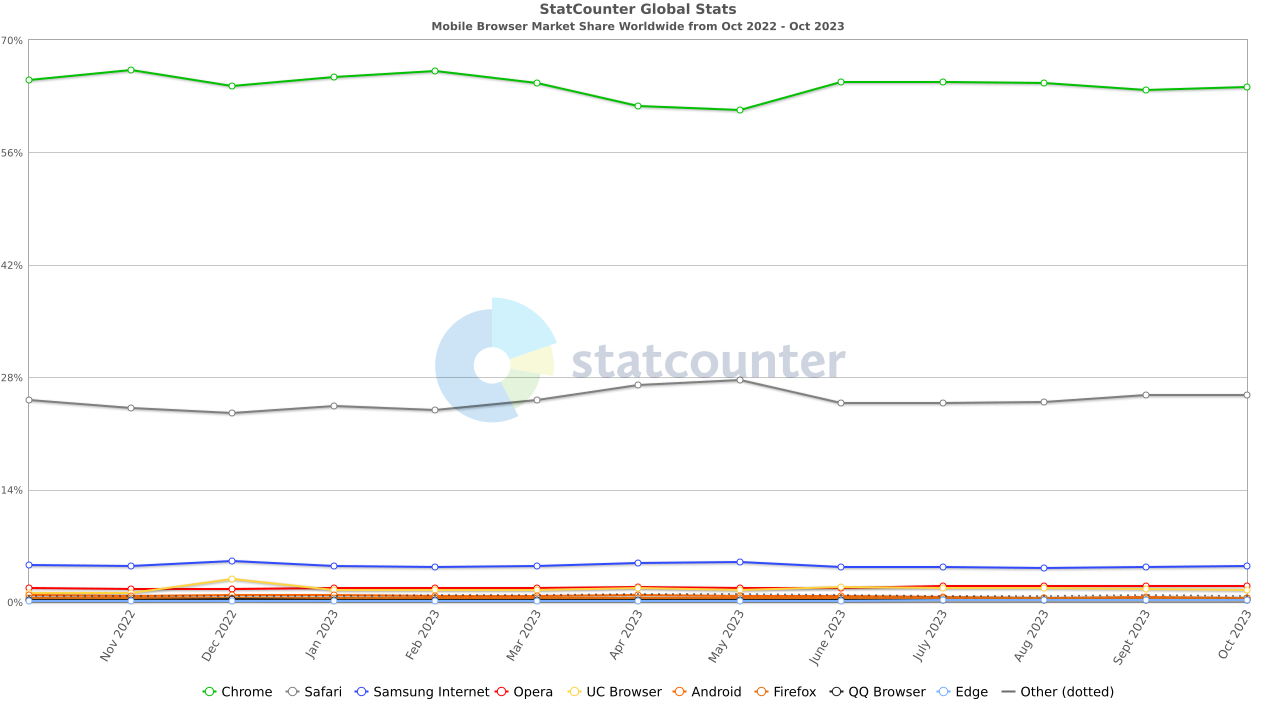 StatCounter Global Stats
Mobile Browser Market Share Worldwide from Oct 2022 - Oct 2023
70%
56%
42%
28%
14%
0%
statcounter
Nov 2022 Dec 2022 Jan 2023 Feb 2023 Mar 2023 Apr 2023 May 2023 June 2023 July 2023 Aug 2023 Sept 2023 Oct 2023
Chrome Safari Samsung Internet Opera UC Browser Android Firefox QQ Browser Edge Other (dotted)